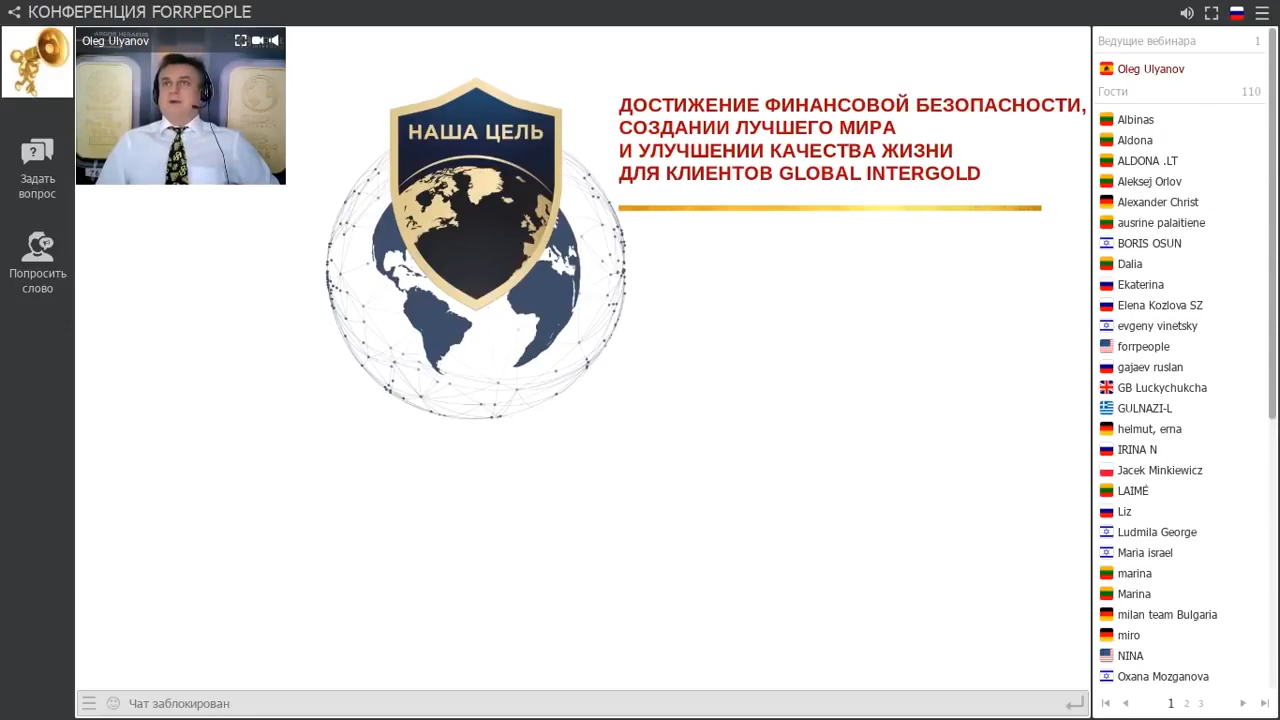 КОНФЕРЕНЦИЯ FORRPEOPLE
Oleg Ulyanov
Задать
вопрос
Попросить
слово
НАША ЦЕЛЬ
ДОСТИЖЕНИЕ ФИНАНСОВОЙ БЕЗОПАСНОСТИ,
СОЗДАНИИ ЛУЧШЕГО МИРА
И УЛУЧШЕНИИ КАЧЕСТВА ЖИЗНИ
ДЛЯ КЛИЕНТОВ GLOBAL INTERGOLD
Чат заблокирован
Ведущие вебинара 1
Oleg Ulyanov
Гости 110
Albinas
Aldona
ALDONA .LT
Aleksej Orlov
Alexander Christ
ausrine palaitiene
BORIS OSUN
Dalia
Ekaterina
Elena Kozlova SZ
evgeny vinetsky
forrpeople
gajaev ruslan
GB Luckychukcha
GULNAZI-L
helmut, erna
IRINA N
Jacek Minkiewicz
LAIMĖ
Liz
Ludmila George
Maria israel
marina
Marina
milan team Bulgaria
miro
NINA
Oxana Mozganova
1 2 3